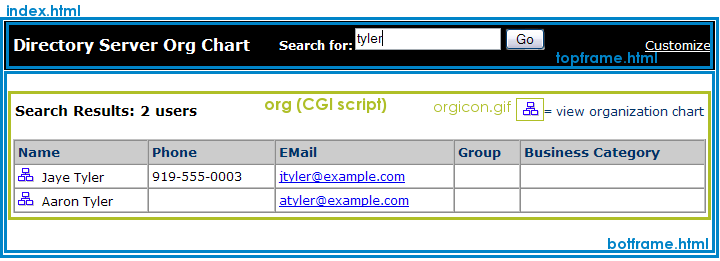 index.html
Directory Server Org Chart Search for: tyler Go Customize
topframe.html
Search Results: 2 users org (CGI script) orgicon.gif = view organization chart
Name Phone EMail Group Business Category
Jaye Tyler 919-555-0003 jtyler@example.com
Aaron Tyler atyler@example.com
botframe.html